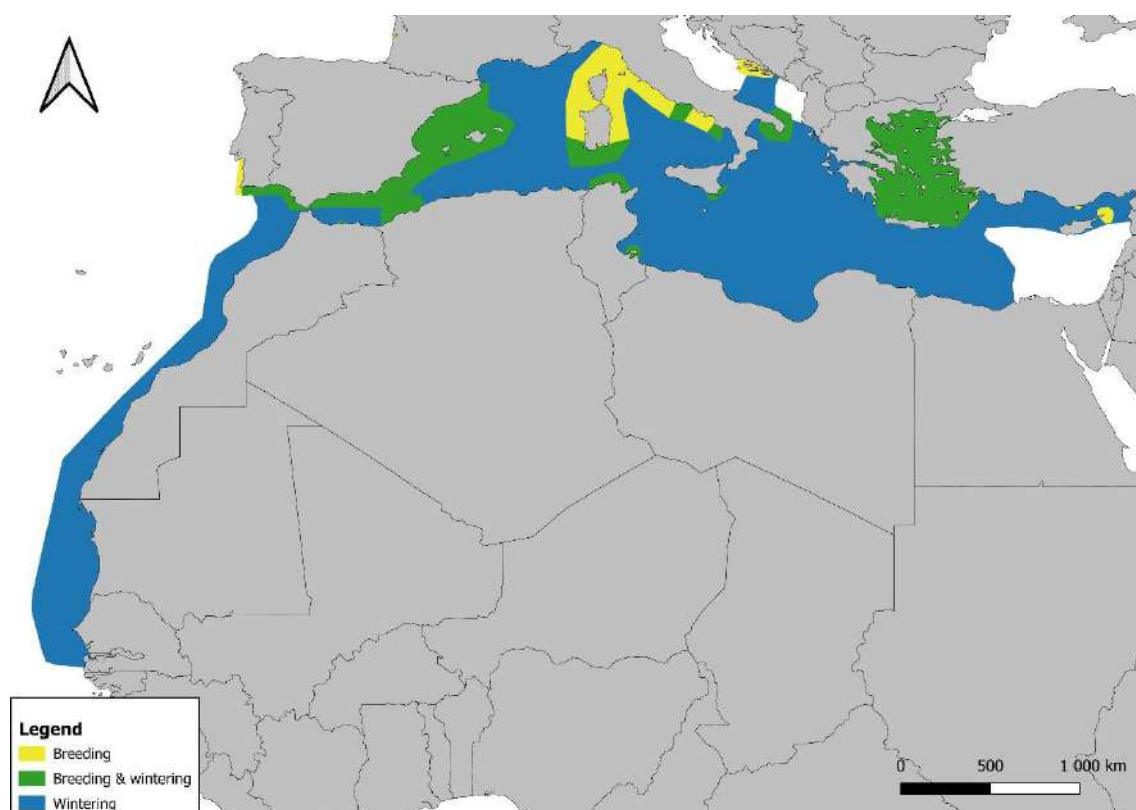 Legend
Breeding
Breeding & wintering
Wintering
0 500 1 000 km